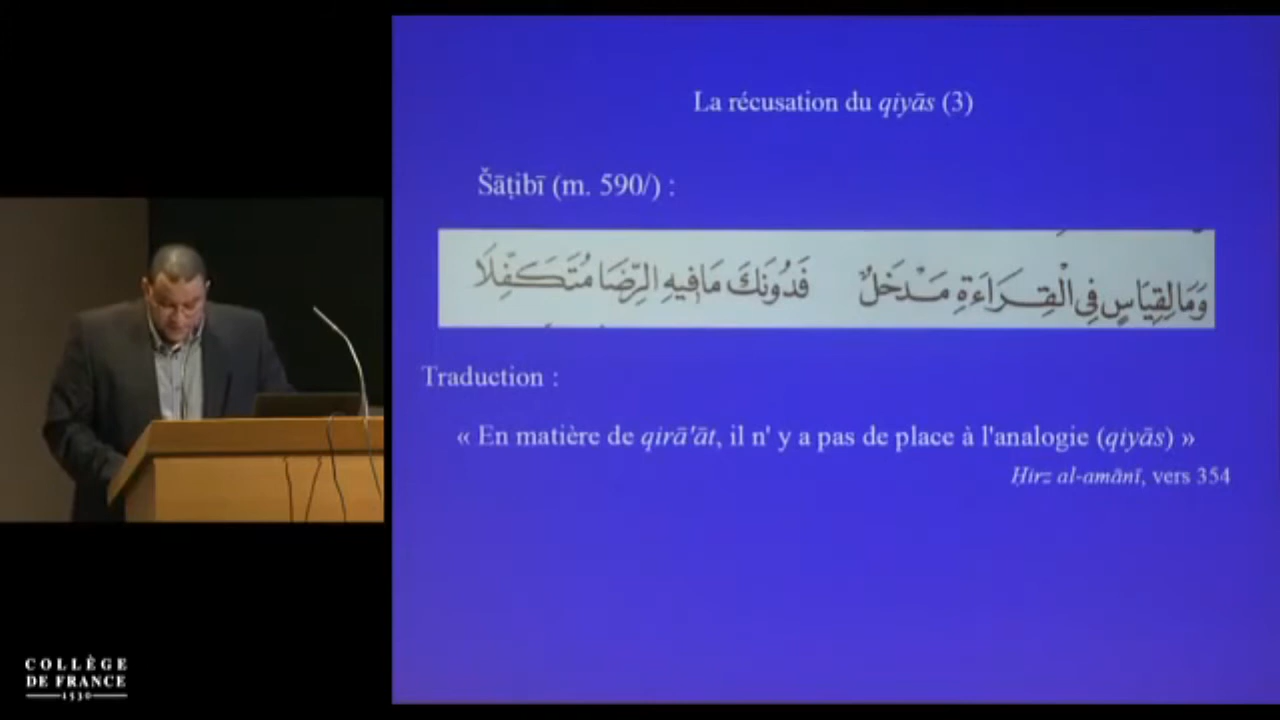 La récusation du qiyās (3)
Šāṭibī (m. 590/) :
وَمَا لِقِيَاسٍ فِي الْقِرَاءَةِ مَدْخَلٌ فَدُونَكَ مَا فِيهِ الرِّضَا مُتَكَفِّلَا
Traduction :
« En matière de qirā'āt, il n' y a pas de place à l'analogie (qiyās) »
Ḥirz al-amānī, vers 354
COLLÈGE
DE FRANCE
1530